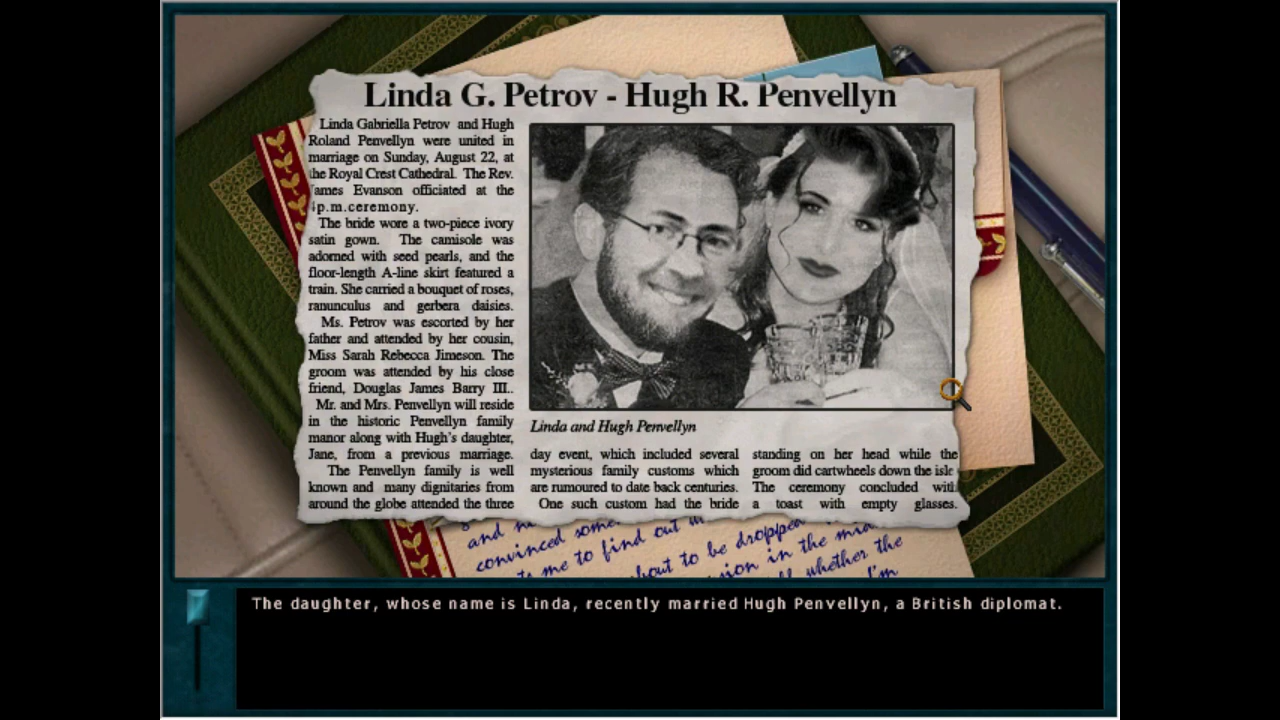 Linda G. Petrov - Hugh R. Penvellyn
Linda Gabriella Petrov and Hugh
Roland Penvellyn were united in
marriage on Sunday, August 22, at
the Royal Crest Cathedral. The Rev.
James Evanson officiated at the
4p.m.ceremony.
The bride wore a two-piece ivory
satin gown. The camisole was
adorned with seed pearls, and the
floor-length A-line skirt featured a
train. She carried a bouquet of roses,
ranunculus and gerbera daisies.
Ms. Petrov was escorted by her
father and attended by her cousin,
Miss Sarah Rebecca Jimeson. The
groom was attended by his close
friend, Douglas James Barry III..
Mr. and Mrs. Penvellyn will reside
in the historic Penvellyn family
manor along with Hugh's daughter,
Jane, from a previous marriage.
The Penvellyn family is well
known and many dignitaries from
around the globe attended the three
Linda and Hugh Penvellyn
day event, which included several
mysterious family customs which
are rumoured to date back centuries.
One such custom had the bride
standing on her head while the
groom did cartwheels down the isle
The ceremony concluded with
a toast with empty glasses.
and
convinced some
me to find out
about to be dropped
in the
whether the
I'm
The daughter, whose name is Linda, recently married Hugh Penvellyn, a British diplomat.